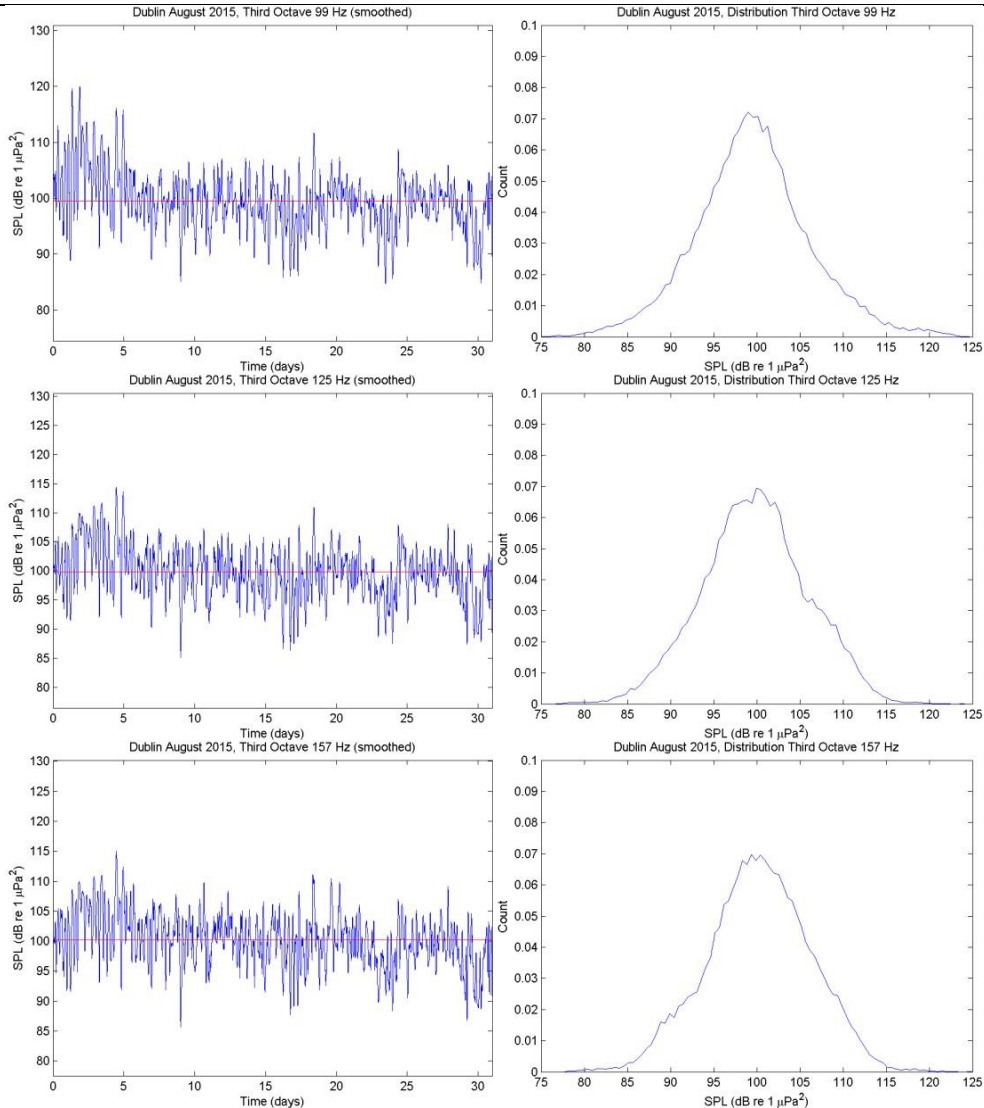 Dublin August 2015, Third Octave 99 Hz (smoothed)
130
120
110
100
90
80
SPL (dB re 1 μPa²)
0 5 10 15 20 25 30
Time (days)
Dublin August 2015, Distribution Third Octave 99 Hz
0.1
0.09
0.08
0.07
0.06
0.05
0.04
0.03
0.02
0.01
0
Count
75 80 85 90 95 100 105 110 115 120 125
SPL (dB re 1 μPa²)
Dublin August 2015, Third Octave 125 Hz (smoothed)
130
125
120
115
110
105
100
95
90
85
80
SPL (dB re 1 μPa²)
0 5 10 15 20 25 30
Time (days)
Dublin August 2015, Distribution Third Octave 125 Hz
0.1
0.09
0.08
0.07
0.06
0.05
0.04
0.03
0.02
0.01
0
Count
75 80 85 90 95 100 105 110 115 120 125
SPL (dB re 1 μPa²)
Dublin August 2015, Third Octave 157 Hz (smoothed)
130
125
120
115
110
105
100
95
90
85
80
SPL (dB re 1 μPa²)
0 5 10 15 20 25 30
Time (days)
Dublin August 2015, Distribution Third Octave 157 Hz
0.1
0.09
0.08
0.07
0.06
0.05
0.04
0.03
0.02
0.01
0
Count
75 80 85 90 95 100 105 110 115 120 125
SPL (dB re 1 μPa²)